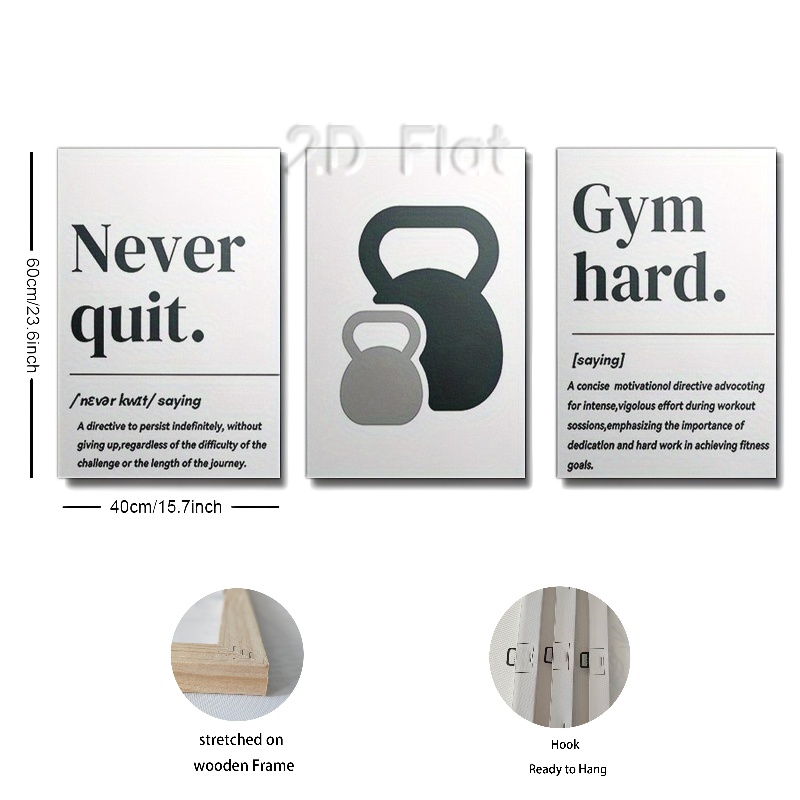 2D Flat
Never
quit.
/nɛvər kwɪt/ saying
A directive to persist indefinitely, without
giving up,regardless of the difficulty of the
challenge or the length of the journey.
Gym
hard.
[saying]
A concise motivationol directive advocoting
for intense,vigolous effort during workout
sossions,emphasizing the importance of
dedication and hard work in achieving fitness
goals.
60cm/23.6inch
40cm/15.7inch
stretched on
wooden Frame
Hook
Ready to Hang